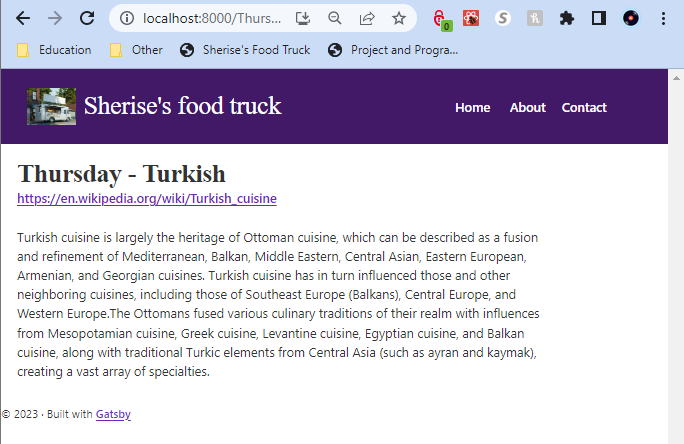 localhost:8000/Thurs...
0
Education
Other
Sherise's Food Truck
Project and Progra...
Sherise's food truck
Home
About
Contact
Thursday - Turkish
https://en.wikipedia.org/wiki/Turkish_cuisine
Turkish cuisine is largely the heritage of Ottoman cuisine, which can be described as a fusion
and refinement of Mediterranean, Balkan, Middle Eastern, Central Asian, Eastern European,
Armenian, and Georgian cuisines. Turkish cuisine has in turn influenced those and other
neighboring cuisines, including those of Southeast Europe (Balkans), Central Europe, and
Western Europe.The Ottomans fused various culinary traditions of their realm with influences
from Mesopotamian cuisine, Greek cuisine, Levantine cuisine, Egyptian cuisine, and Balkan
cuisine, along with traditional Turkic elements from Central Asia (such as ayran and kaymak),
creating a vast array of specialties.
© 2023 · Built with Gatsby